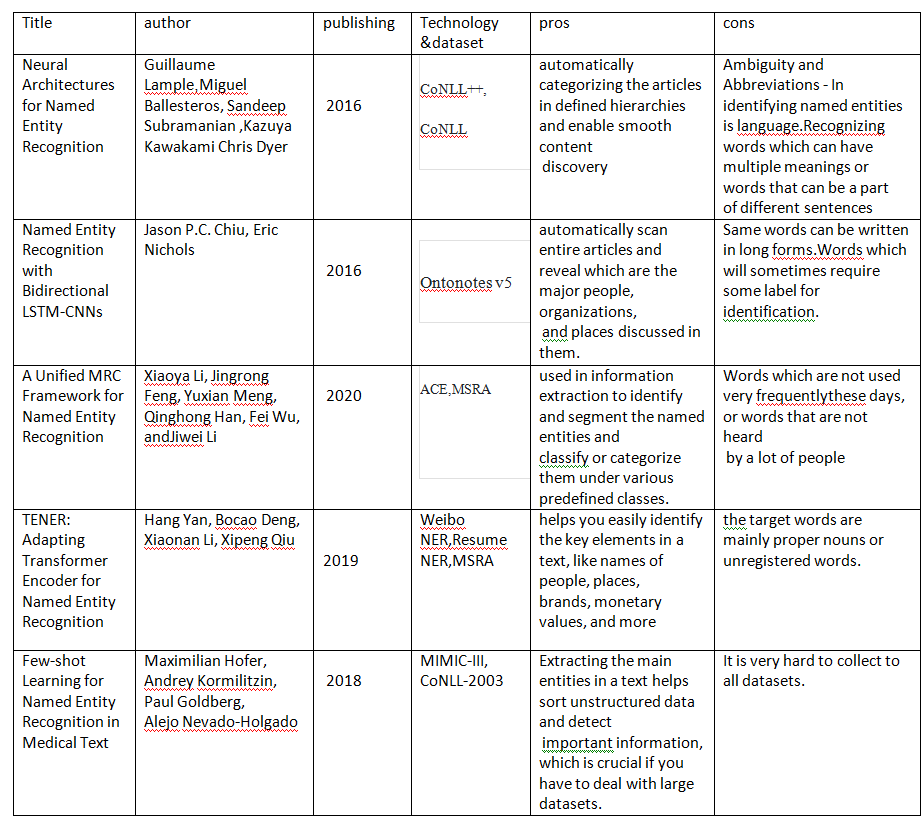 Title
author
publishing
Technology
&dataset
pros
cons
Neural
Architectures
for Named
Entity
Recognition
Guillaume
Lample,Miguel
Ballesteros, Sandeep
Subramanian ,Kazuya
Kawakami Chris Dyer
2016
CoNLL++,
CoNLL
automatically
categorizing the articles
in defined hierarchies
and enable smooth
content
discovery
Ambiguity and
Abbreviations - In
identifying named entities
is language.Recognizing
words which can have
multiple meanings or
words that can be a part
of different sentences
Named Entity
Recognition
with
Bidirectional
LSTM-CNNs
Jason P.C. Chiu, Eric
Nichols
2016
Ontonotes v5
automatically scan
entire articles and
reveal which are the
major people,
organizations,
and places discussed in
them.
Same words can be written
in long forms.Words which
will sometimes require
some label for
identification.
A Unified MRC
Framework for
Named Entity
Recognition
Xiaoya Li, Jingrong
Feng, Yuxian Meng,
Qinghong Han, Fei Wu,
andJiwei Li
2020
ACE,MSRA
used in information
extraction to identify
and segment the named
entities and
classify or categorize
them under various
predefined classes.
Words which are not used
very frequentlythese days,
or words that are not
heard
by a lot of people
TENER:
Adapting
Transformer
Encoder for
Named Entity
Recognition
Hang Yan, Bocao Deng,
Xiaonan Li, Xipeng Qiu
2019
Weibo
NER,Resume
NER,MSRA
helps you easily identify
the key elements in a
text, like names of
people, places,
brands, monetary
values, and more
the target words are
mainly proper nouns or
unregistered words.
Few-shot
Learning for
Named Entity
Recognition in
Medical Text
Maximilian Hofer,
Andrey Kormilitzin,
Paul Goldberg,
Alejo Nevado-Holgado
2018
MIMIC-III,
CoNLL-2003
Extracting the main
entities in a text helps
sort unstructured data
and detect
important information,
which is crucial if you
have to deal with large
datasets.
It is very hard to collect to
all datasets.